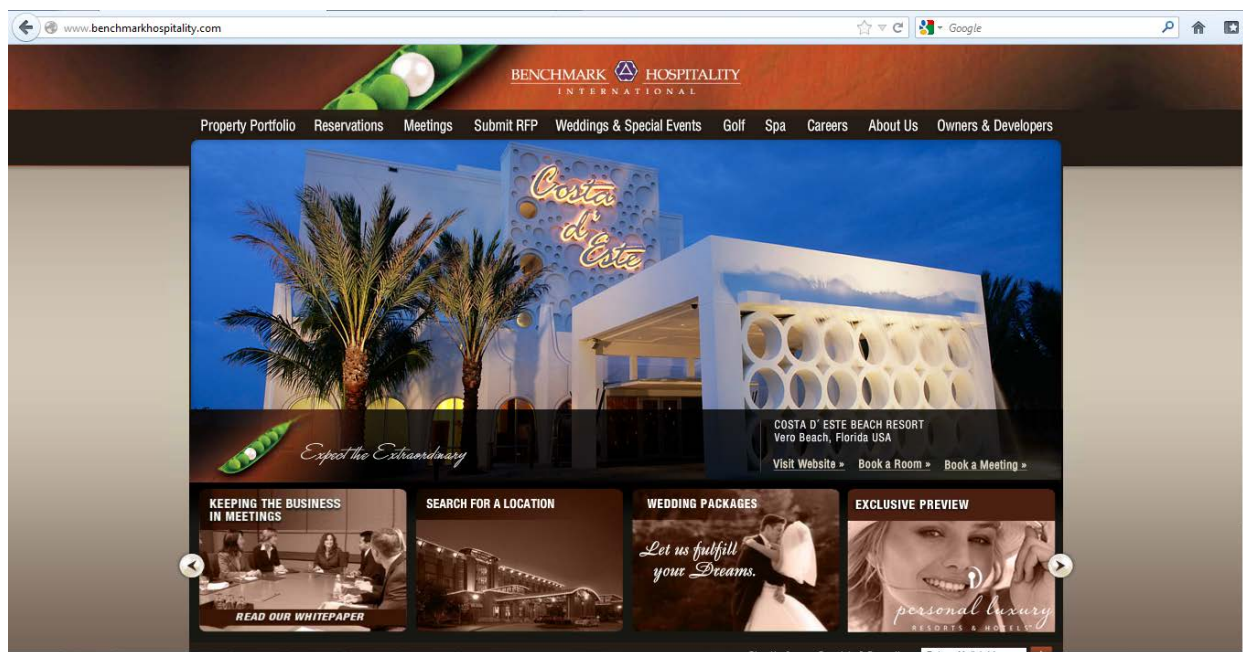 www.benchmarkhospitality.com
Google
BENCHMARK HOSPITALITY
INTERNATIONAL
Property Portfolio Reservations Meetings Submit RFP Weddings & Special Events Golf Spa Careers About Us Owners & Developers
Costa
d'
Este
Expect the Extraordinary
COSTA D' ESTE BEACH RESORT
Vero Beach, Florida USA
Visit Website » Book a Room » Book a Meeting »
KEEPING THE BUSINESS
IN MEETINGS
READ OUR WHITEPAPER
SEARCH FOR A LOCATION
WEDDING PACKAGES
Let us fulfill
your Dreams.
EXCLUSIVE PREVIEW
personal luxury
RESORTS & HOTELS